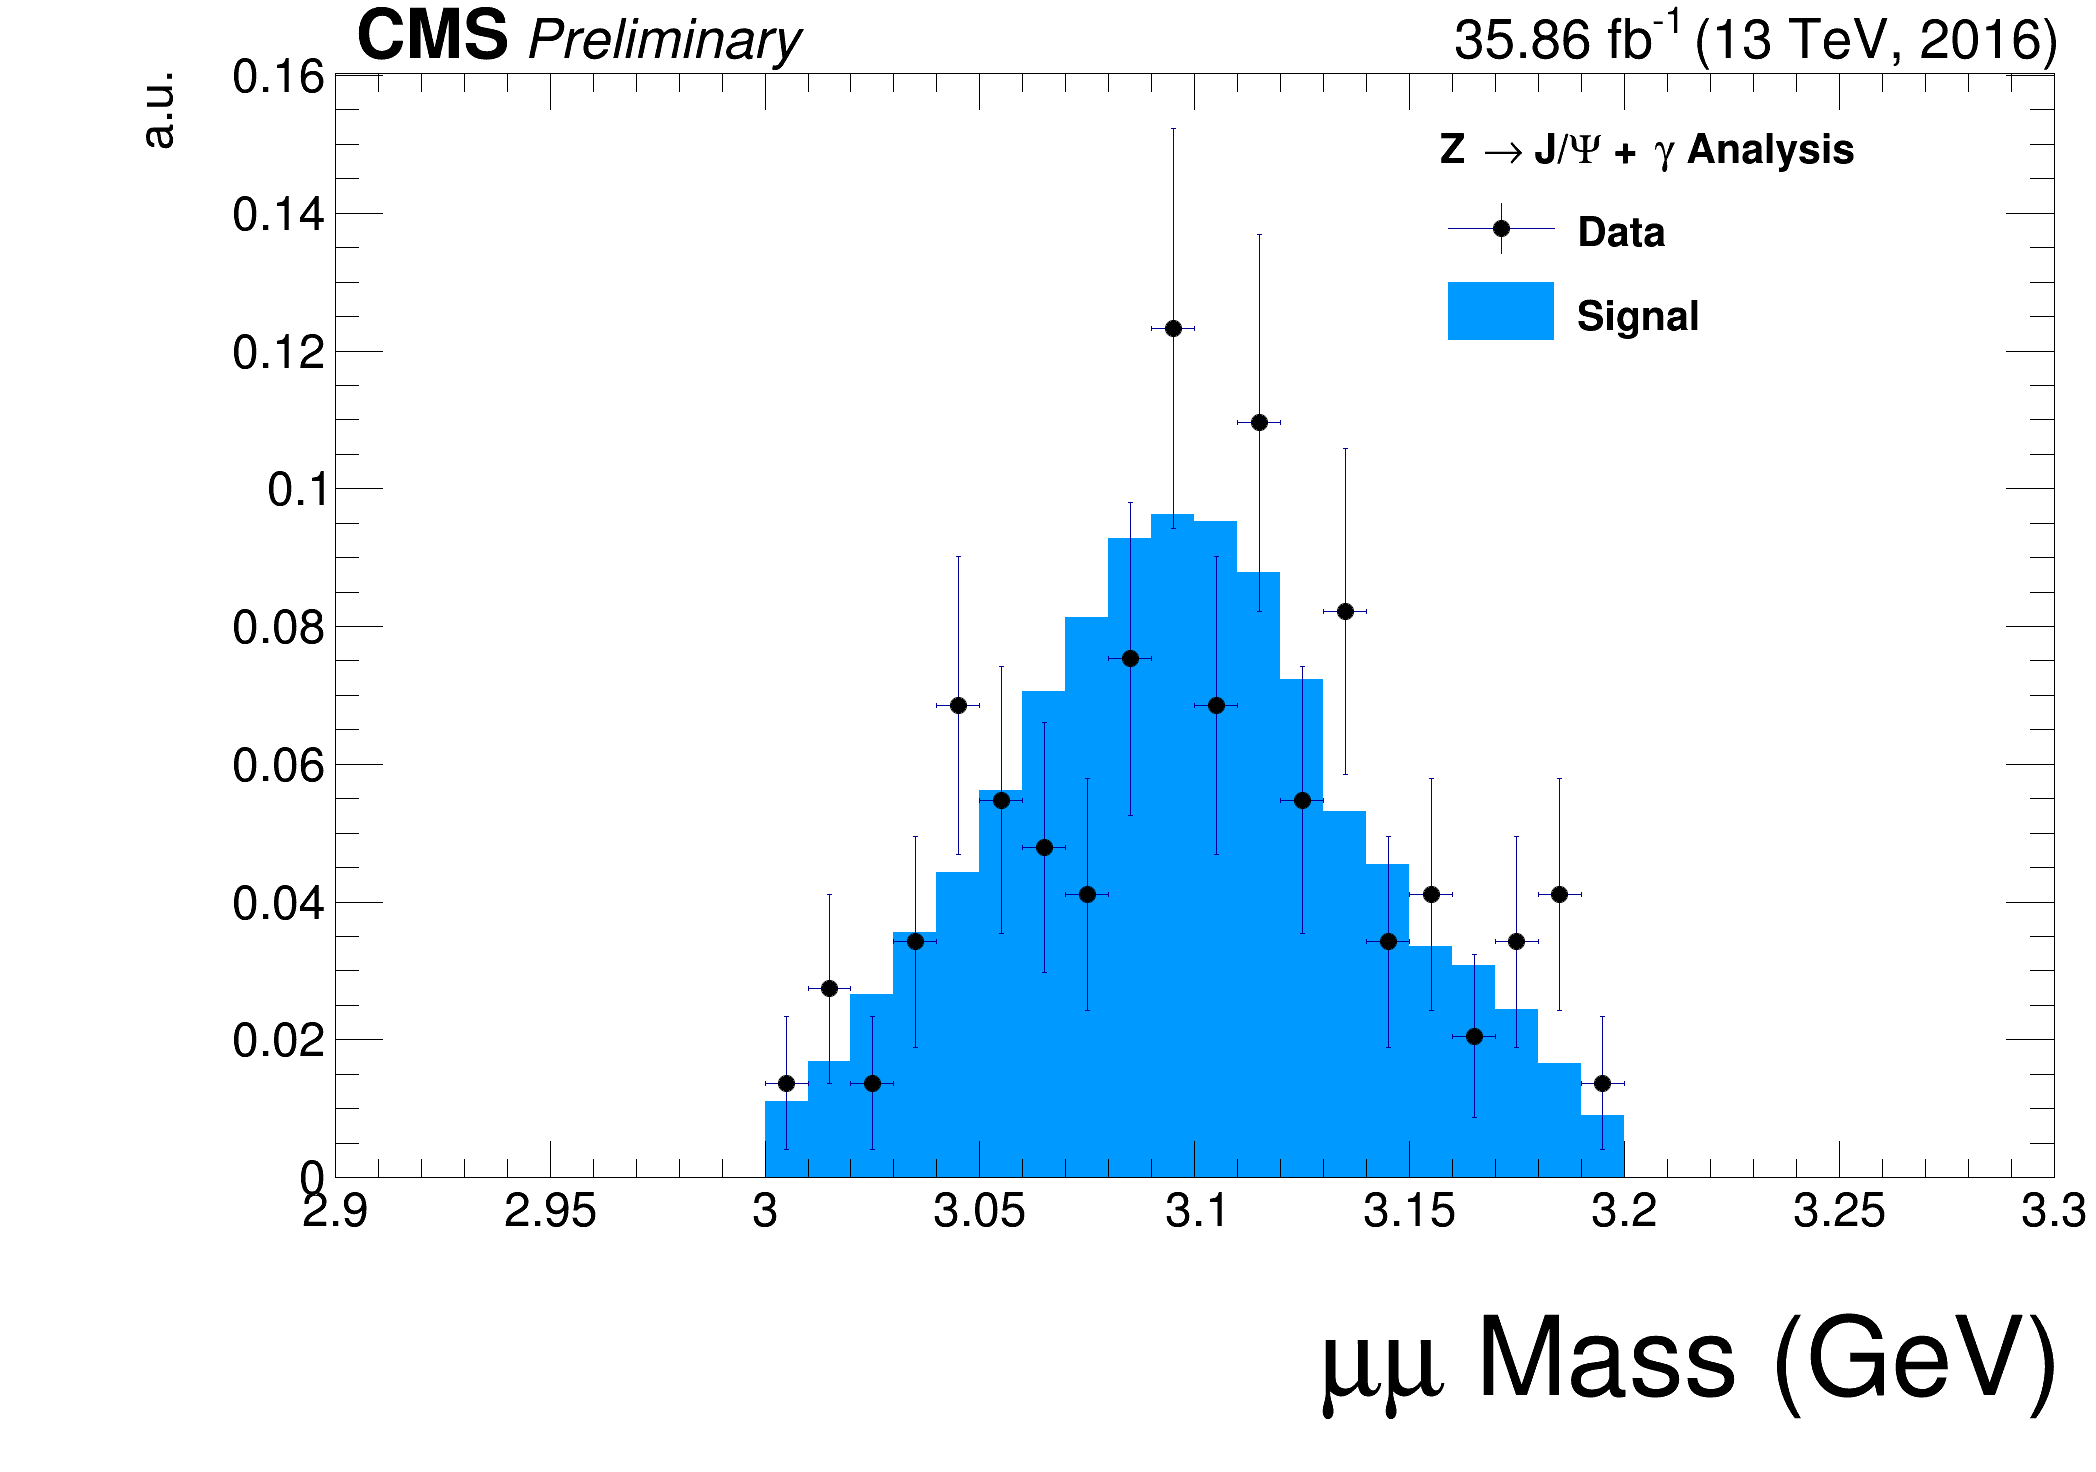 CMS Preliminary
35.86 fb⁻¹ (13 TeV, 2016)
a.u.
0.16
0.14
0.12
0.1
0.08
0.06
0.04
0.02
0
Z → J/Ψ + γ Analysis
Data
Signal
2.9 2.95 3 3.05 3.1 3.15 3.2 3.25 3.3
μμ Mass (GeV)